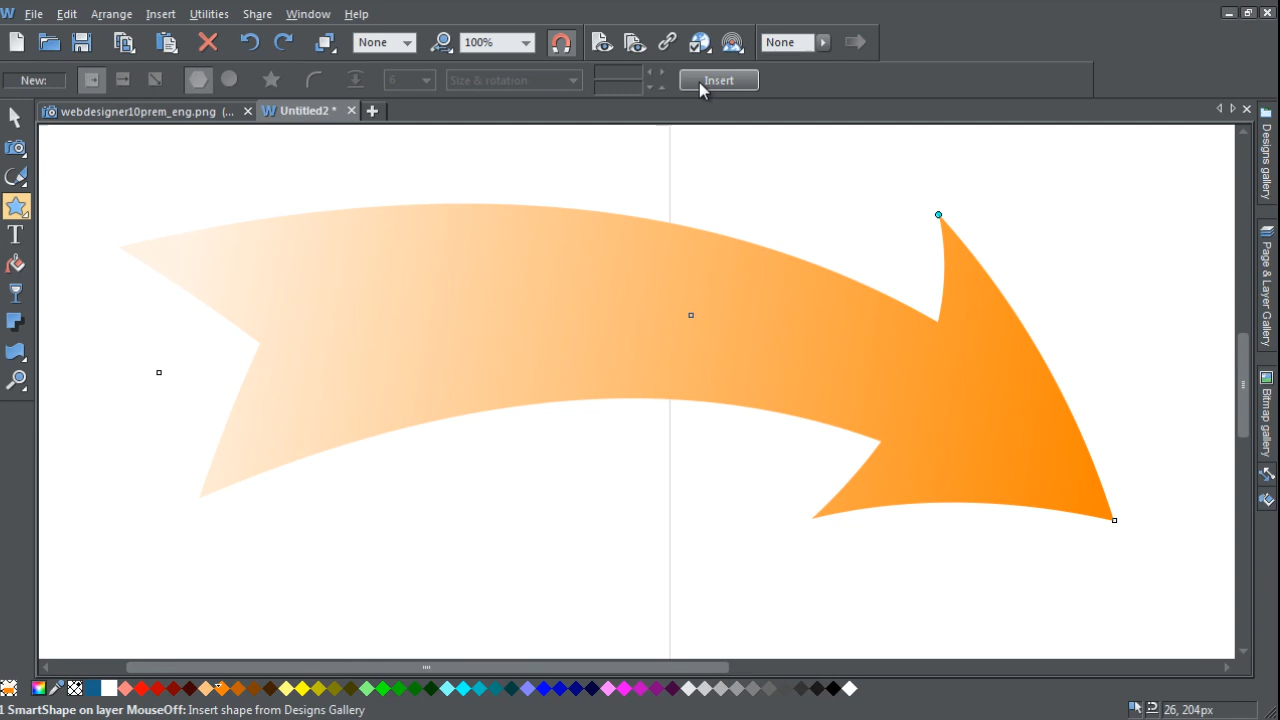 W File Edit Arrange Insert Utilities Share Window Help
None 100% None
New: 6 Size & rotation Insert
webdesigner10prem_eng.png (... W Untitled2 *
Designs gallery
Page & Layer Gallery
Bitmap gallery
1 SmartShape on layer MouseOff: Insert shape from Designs Gallery
26, 204px